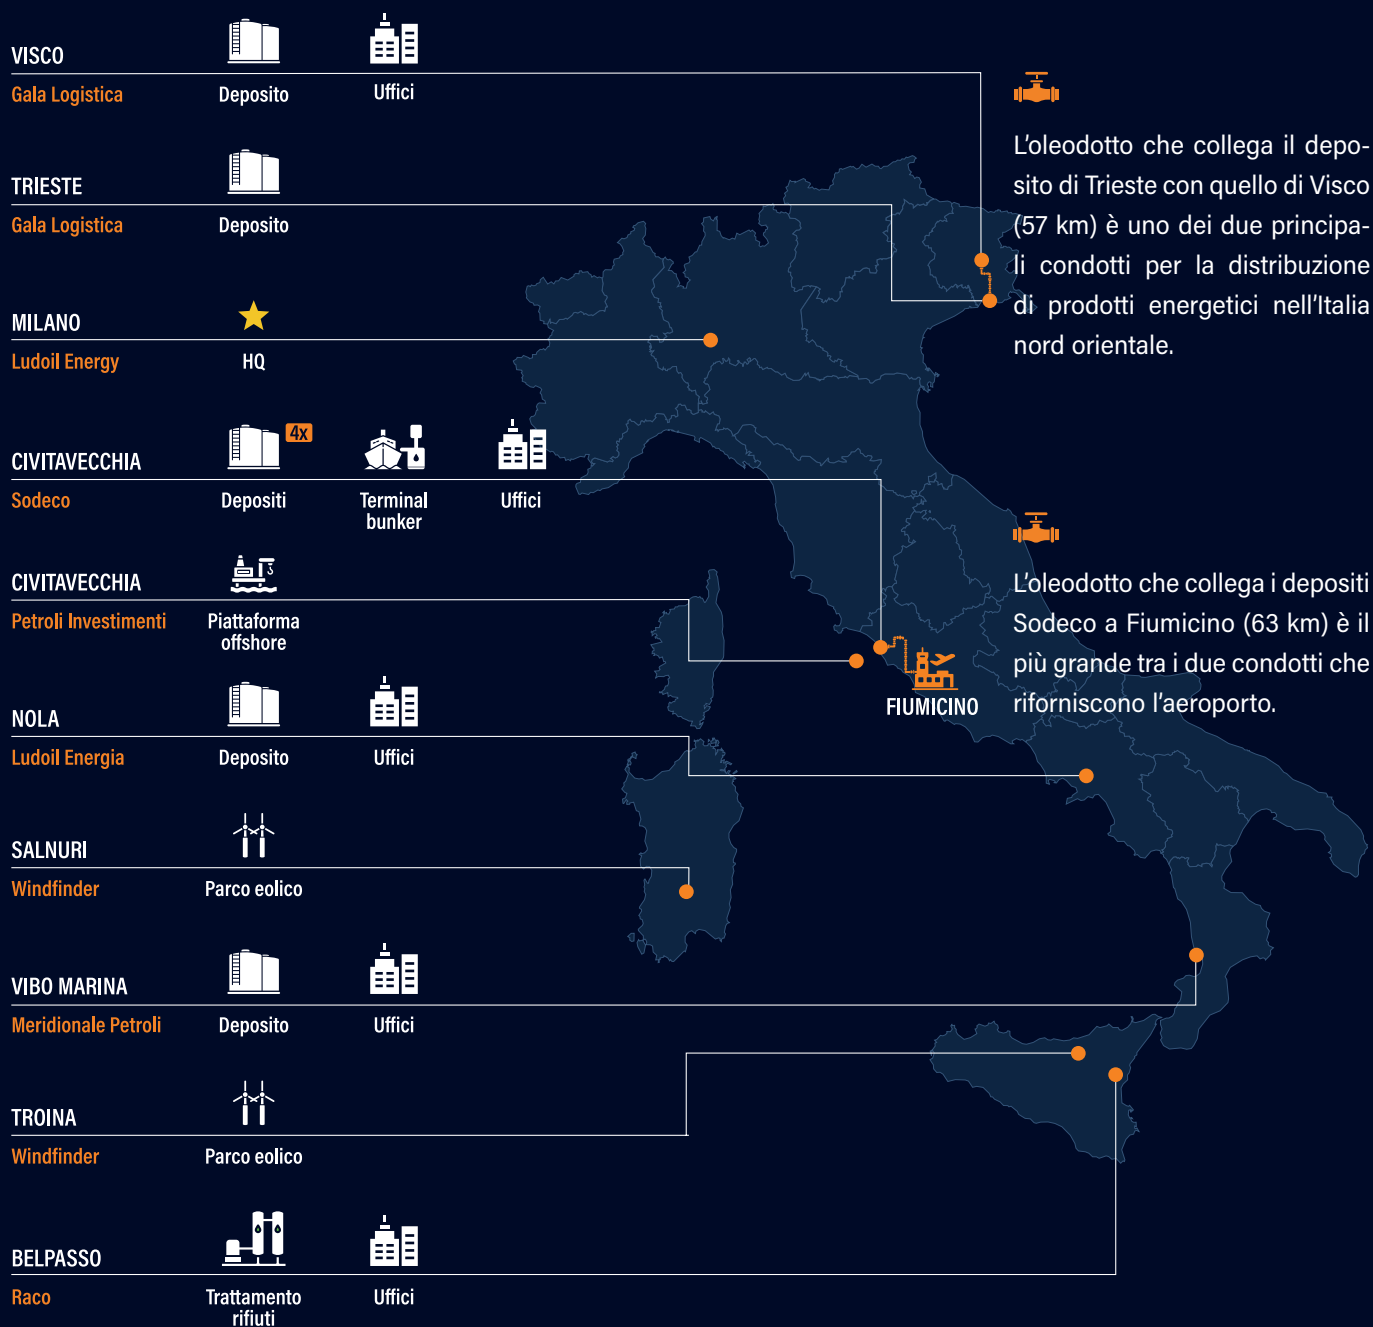 VISCO
Gala Logistica
Deposito
Uffici
TRIESTE
Gala Logistica
Deposito
MILANO
Ludoil Energy
HQ
CIVITAVECCHIA
Sodeco
4x
Depositi
Terminal
bunker
Uffici
CIVITAVECCHIA
Petroli Investimenti
Piattaforma
offshore
NOLA
Ludoil Energia
Deposito
Uffici
SALNURI
Windfinder
Parco eolico
VIBO MARINA
Meridionale Petroli
Deposito
Uffici
TROINA
Windfinder
Parco eolico
BELPASSO
Raco
Trattamento
rifiuti
Uffici
FIUMICINO
L'oleodotto che collega il depo-
sito di Trieste con quello di Visco
(57 km) è uno dei due principa-
li condotti per la distribuzione
di prodotti energetici nell'Italia
nord orientale.
L'oleodotto che collega i depositi
Sodeco a Fiumicino (63 km) è il
più grande tra i due condotti che
riforniscono l'aeroporto.